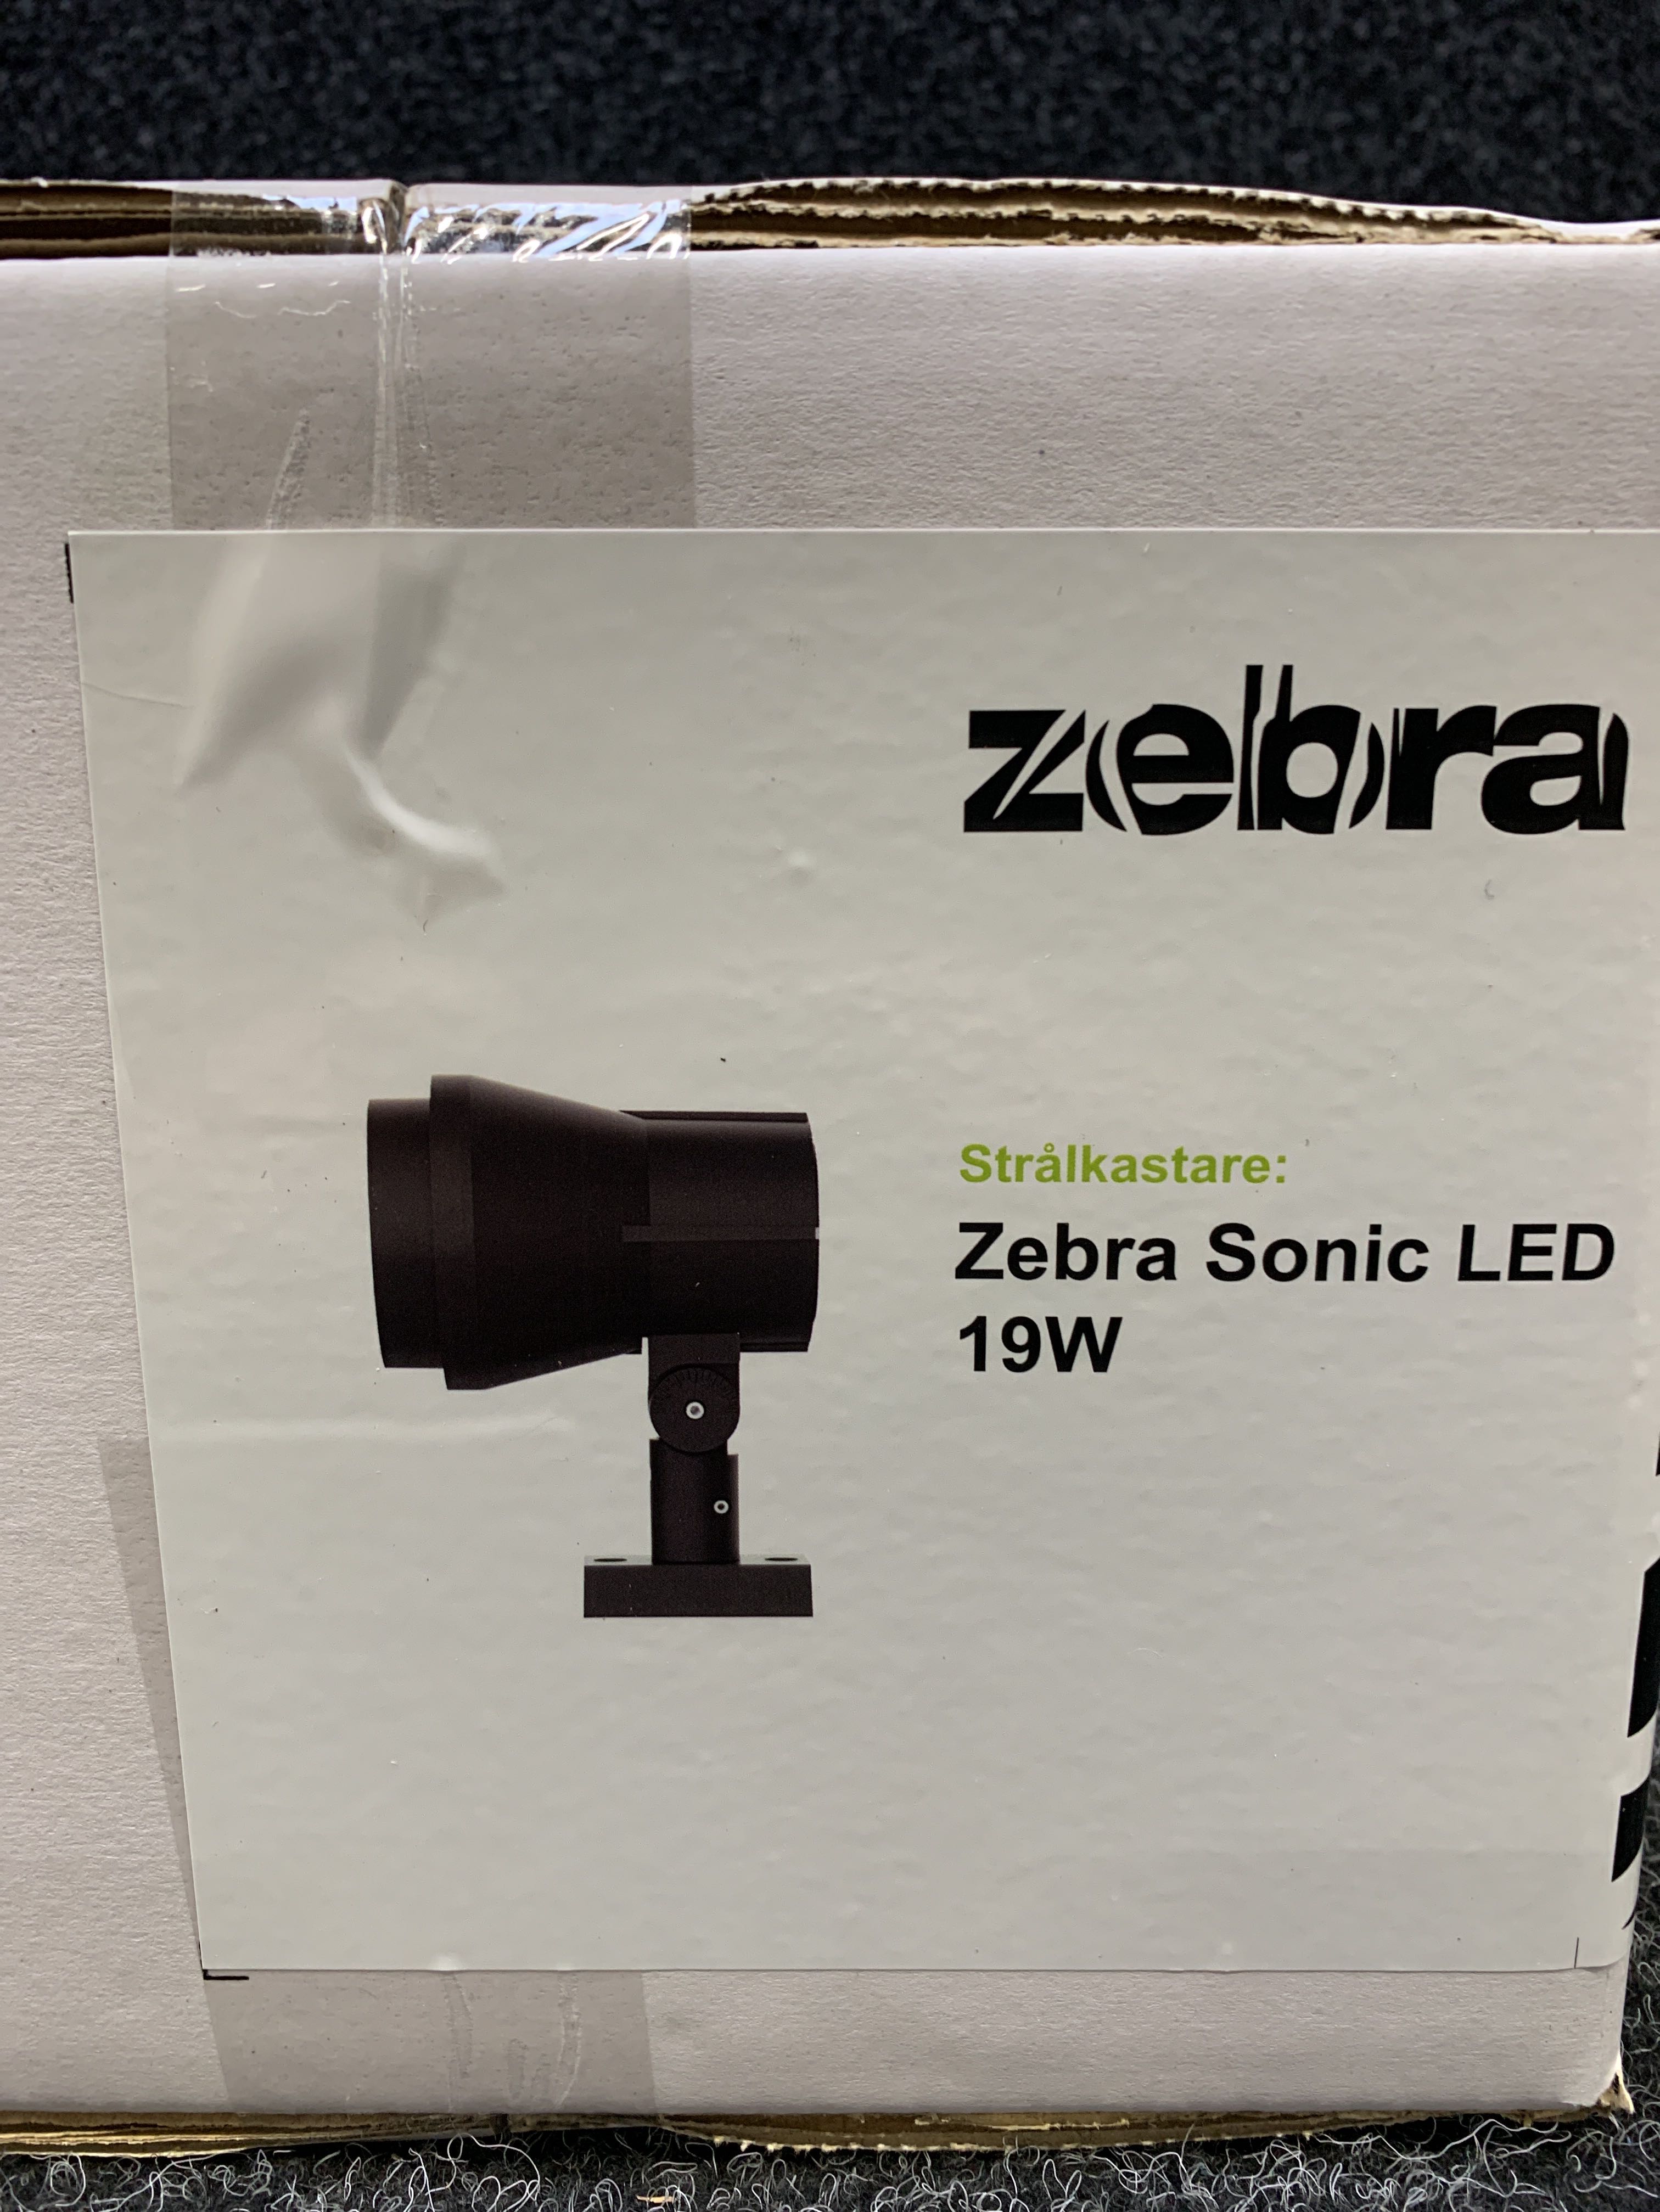 zebra
Strålkastare:
Zebra Sonic LED
19W